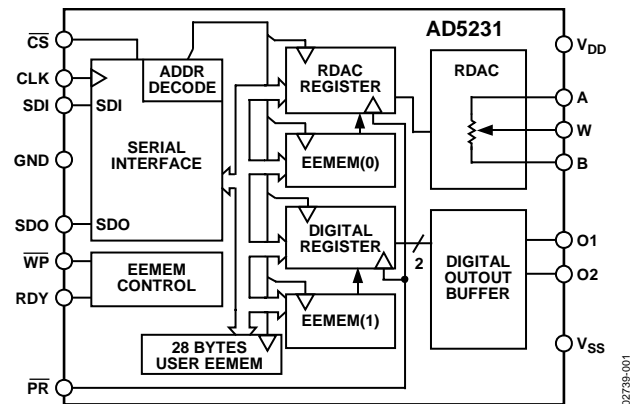 AD5231
CS
CLK
SDI
GND
SDO
WP
RDY
PR
ADDR
DECODE
SDI
SERIAL
INTERFACE
SDO
EEMEM
CONTROL
28 BYTES
USER EEMEM
RDAC
REGISTER
EEMEM(0)
DIGITAL
REGISTER
EEMEM(1)
2
RDAC
DIGITAL
OUTOUT
BUFFER
VDD
A
W
B
O1
O2
VSS
02739-001